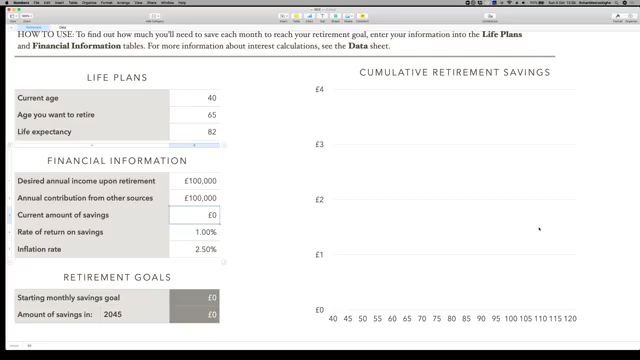 Numbers
HOW TO USE: To find out how much you'll need to save each month to reach your retirement goal, enter your information into the Life Plans
and Financial Information tables. For more information about interest calculations, see the Data sheet.
LIFE PLANS
Current age 40
Age you want to retire 65
Life expectancy 82
FINANCIAL INFORMATION
Desired annual income upon retirement £100,000
Annual contribution from other sources £100,000
Current amount of savings £0
Rate of return on savings 1.00%
Inflation rate 2.50%
RETIREMENT GOALS
Starting monthly savings goal £0
Amount of savings in: 2045 £0
CUMULATIVE RETIREMENT SAVINGS
£4
£3
£2
£1
£0
40 45 50 55 60 65 70 75 80 85 90 95 100 105 110 115 120